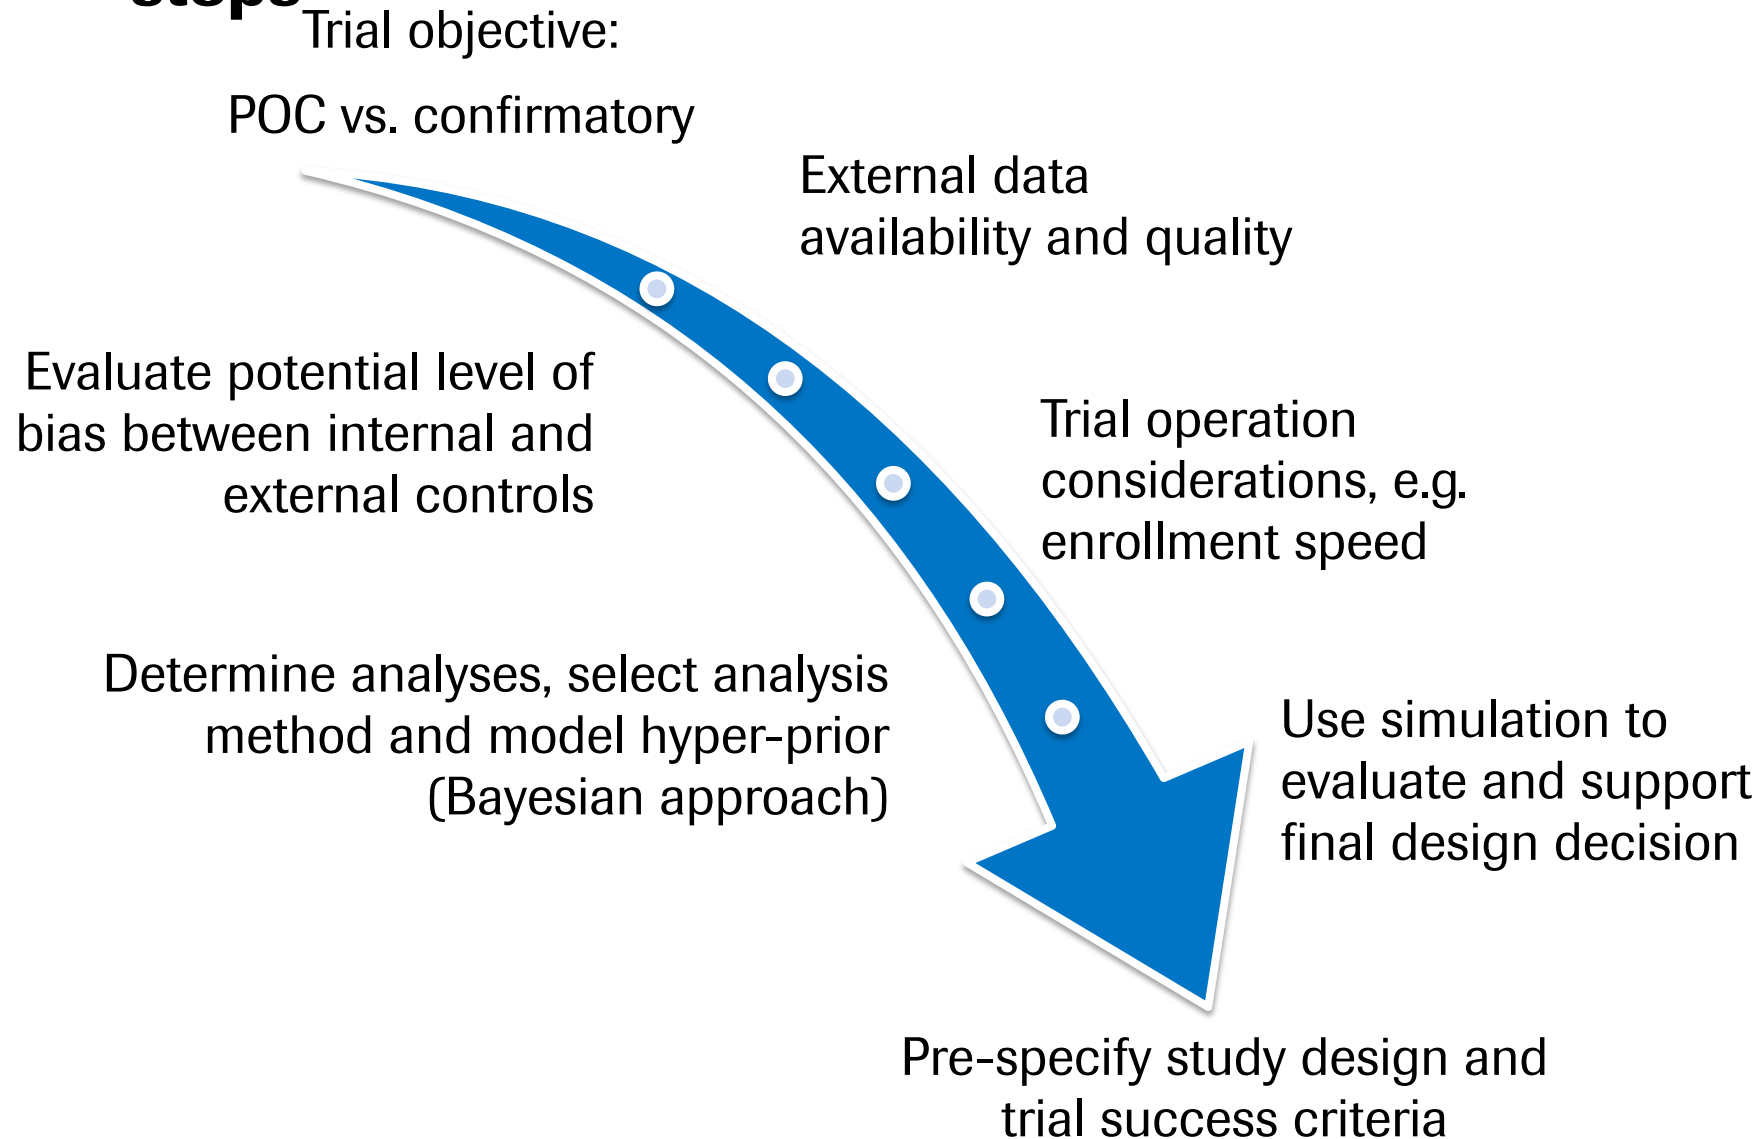 steps
Trial objective:
POC vs. confirmatory
External data
availability and quality
Evaluate potential level of
bias between internal and
external controls
Trial operation
considerations, e.g.
enrollment speed
Determine analyses, select analysis
method and model hyper-prior
(Bayesian approach)
Use simulation to
evaluate and support
final design decision
Pre-specify study design and
trial success criteria